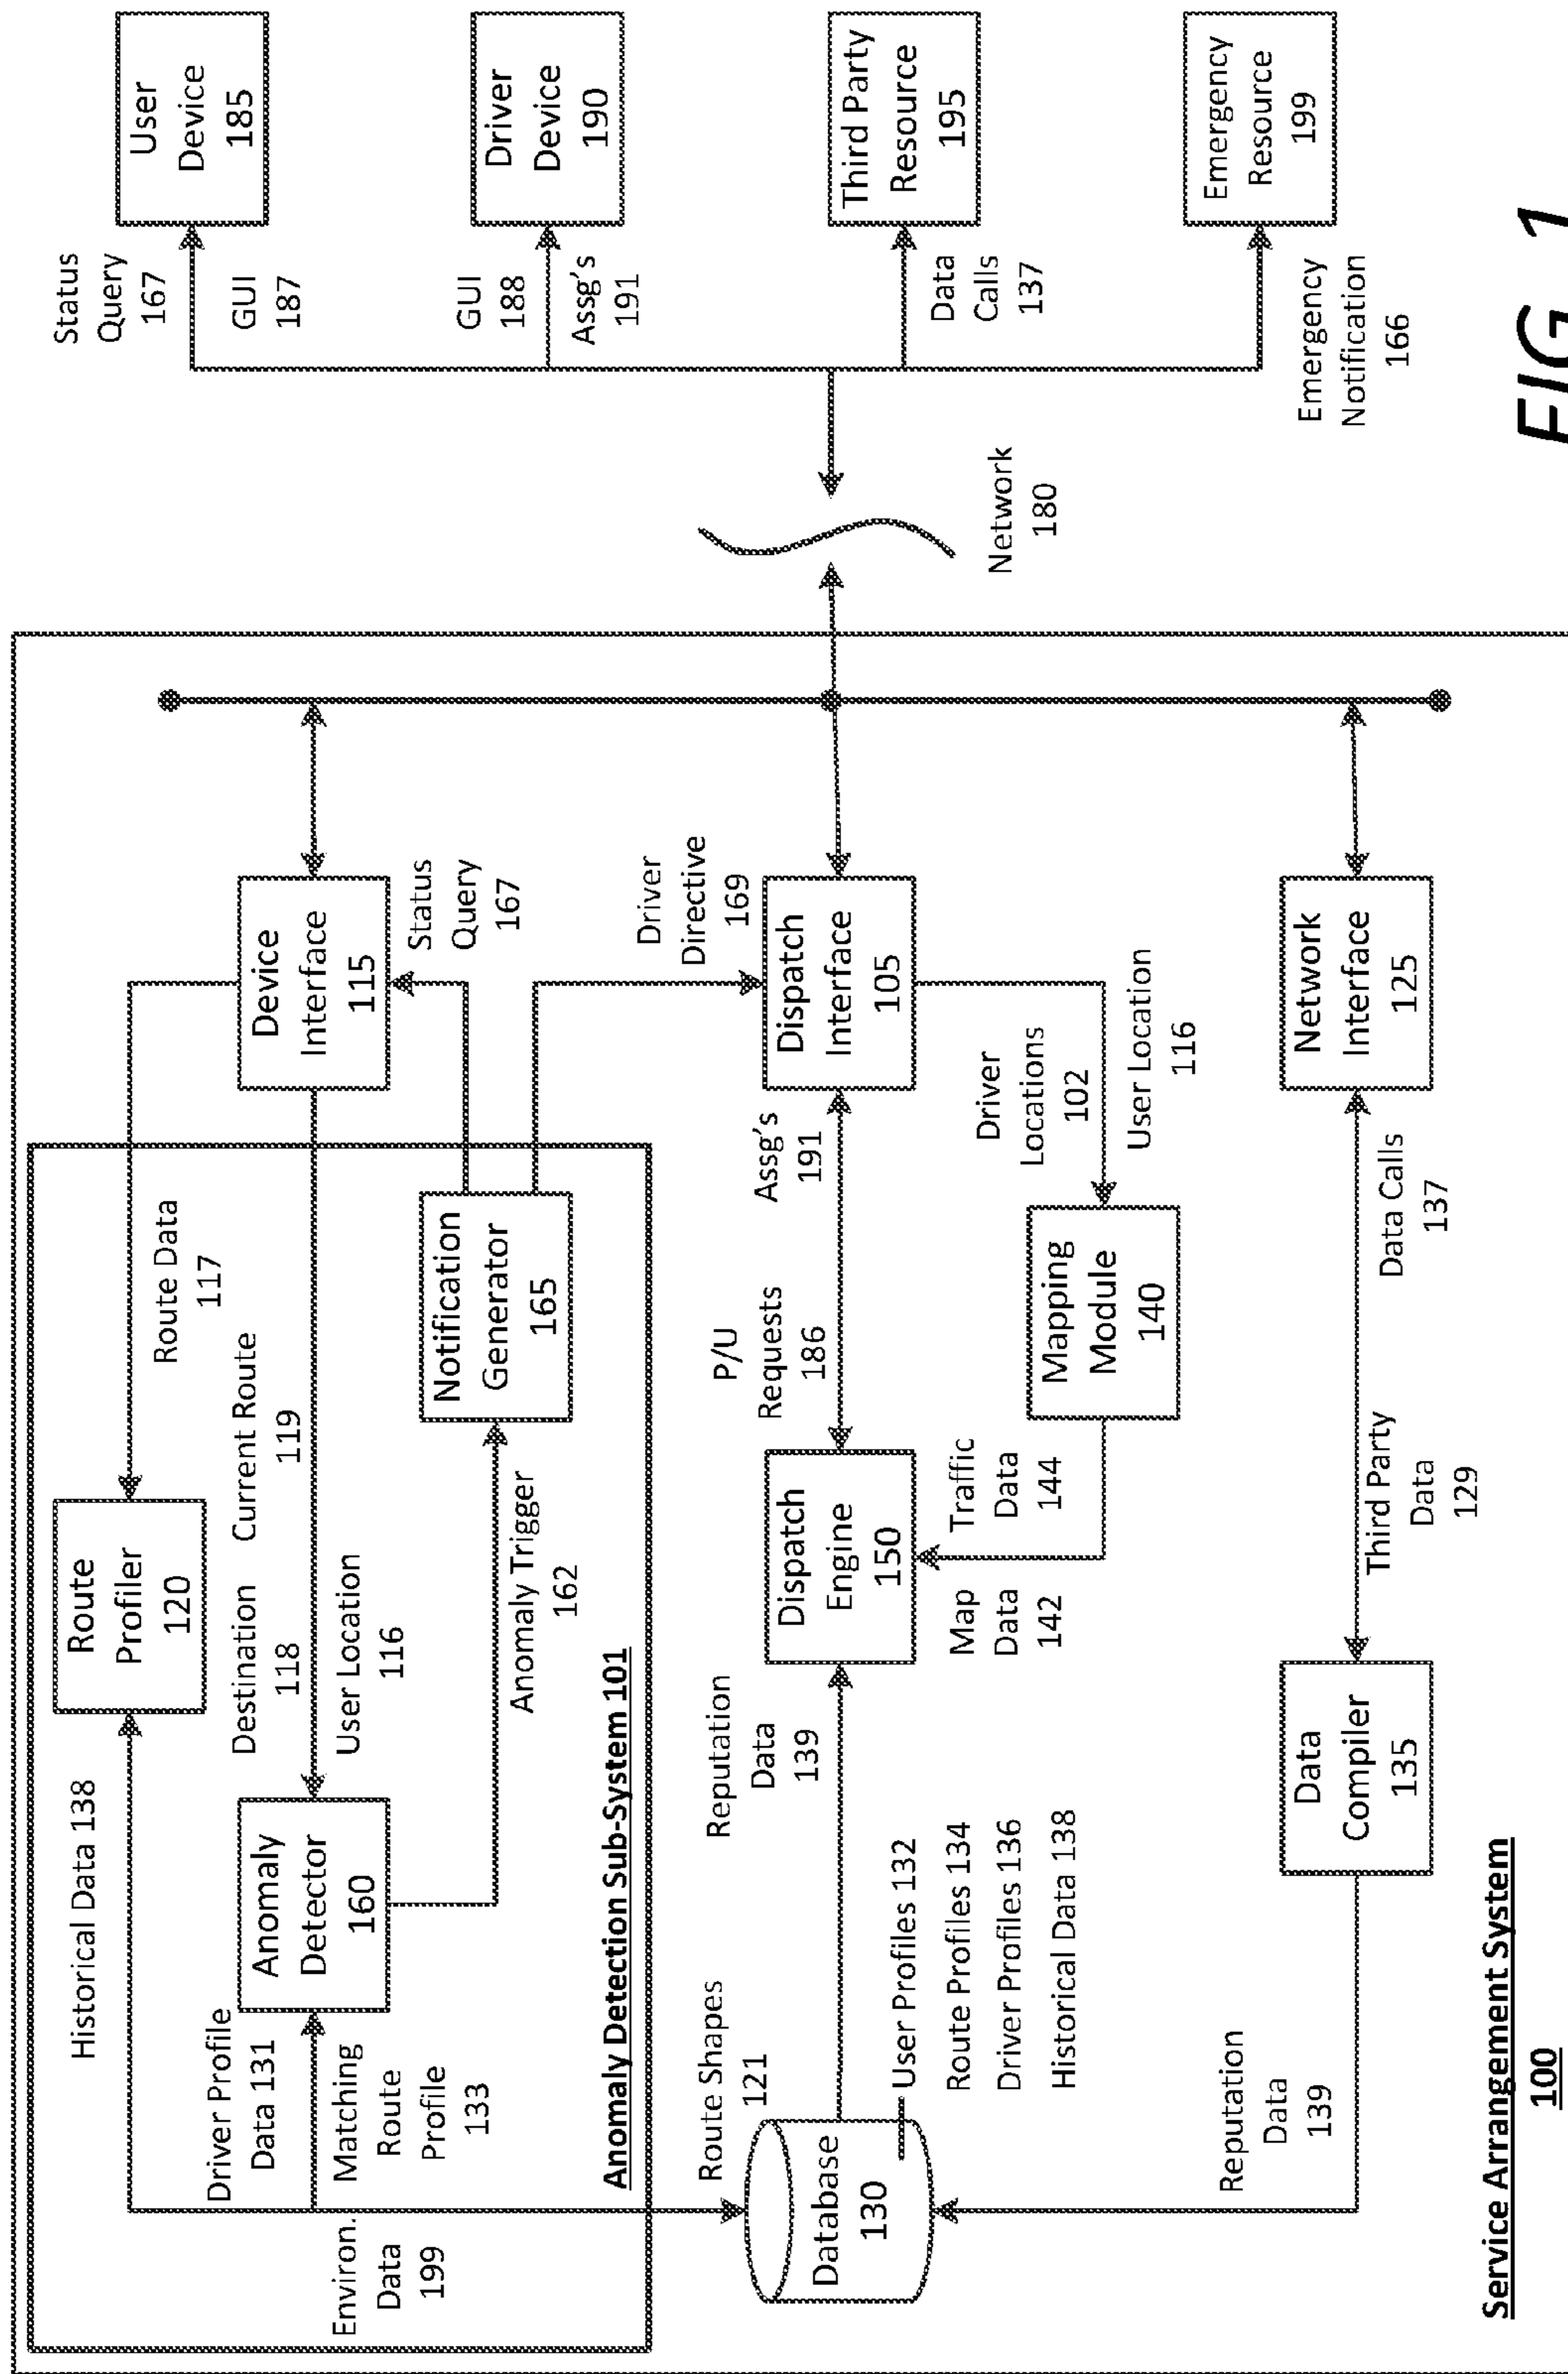 Historical Data 138
Route
Profiler
120
Route Data
117
Driver Profile
Data 131
Matching
Route
Profile
133
Environ.
Data
199
Anomaly
Detector
160
Destination
118
Current Route
119
User Location
116
Anomaly Trigger
162
Notification
Generator
165
Anomaly Detection Sub-System 101
Device
Interface
115
Status
Query
167
Driver
Directive
169
Route Shapes
121
Database
130
User Profiles 132
Route Profiles 134
Driver Profiles 136
Historical Data 138
Reputation
Data
139
Dispatch
Engine
150
P/U
Requests
186
Assg's
191
Dispatch
Interface
105
Map
Data
142
Traffic
Data
144
Mapping
Module
140
Driver
Locations
102
User Location
116
Reputation
Data
139
Data
Compiler
135
Third Party
Data
129
Data Calls
137
Network
Interface
125
Service Arrangement System
100
Network
180
Status
Query
167
GUI
187
User
Device
185
GUI
188
Assg's
191
Driver
Device
190
Data
Calls
137
Third Party
Resource
195
Emergency
Notification
166
Emergency
Resource
199
FIG. 1